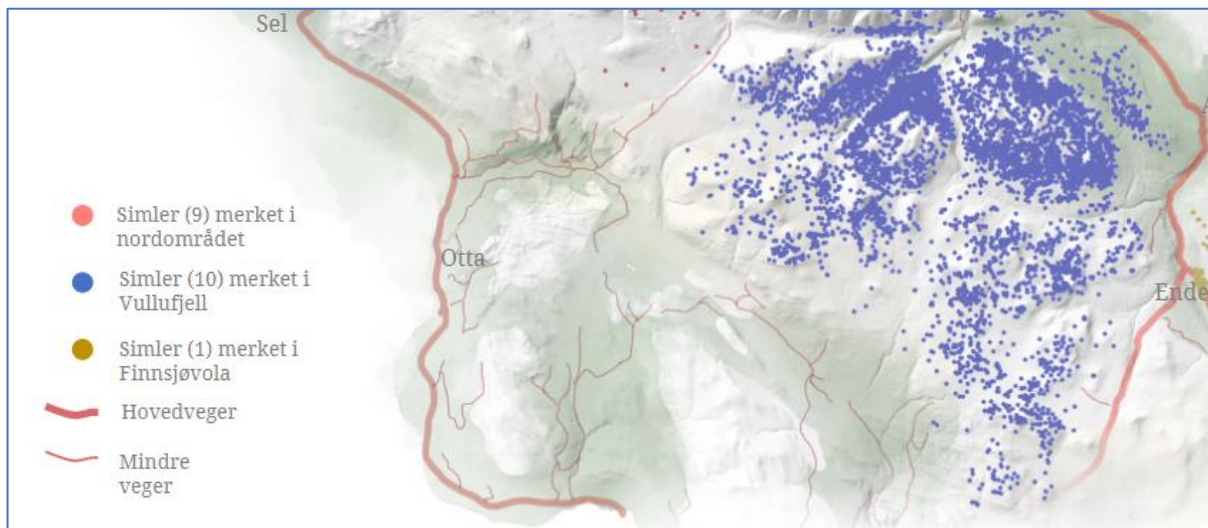 Sel
Otta
Ende
Simler (9) merket i
nordområdet
Simler (10) merket i
Vullufjell
Simler (1) merket i
Finnsjøvola
Hovedveger
Mindre
veger